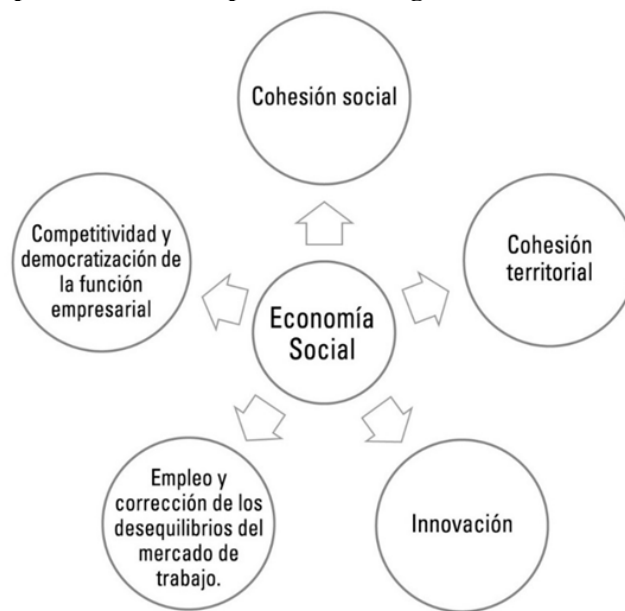 Cohesión social
Competividad y
democratización de
la función
empresarial
Cohesión
territorial
Economía
Social
Empleo y
corrección de los
desequilibrios del
mercado de
trabajo.
Innovación